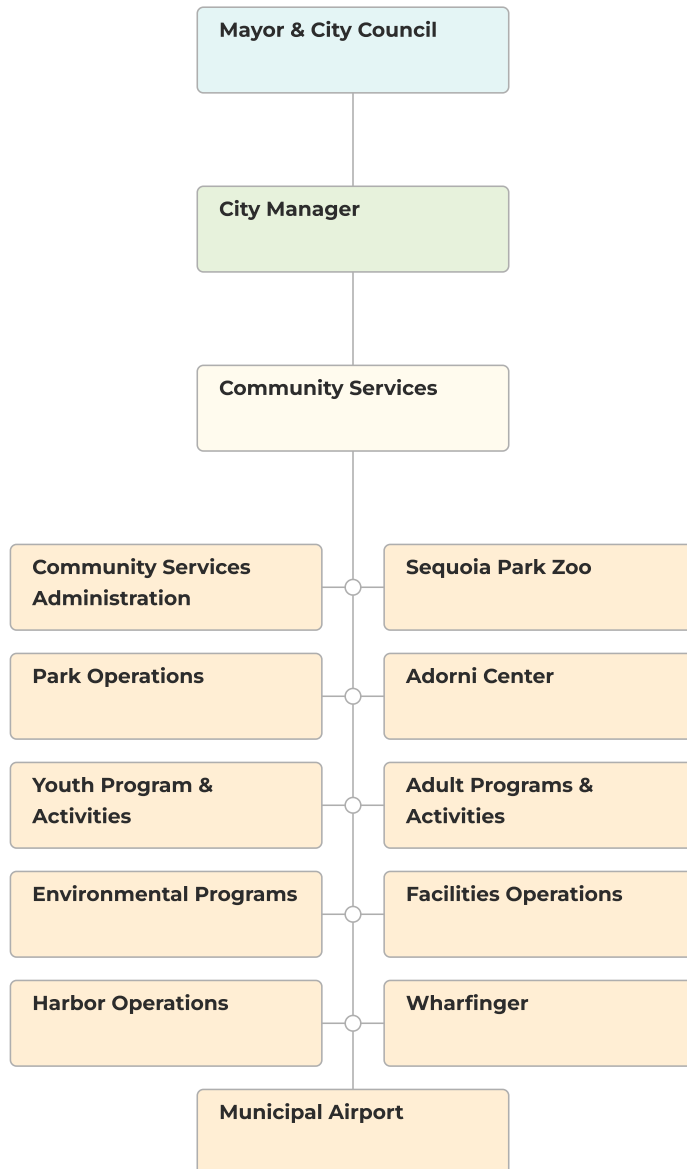 Mayor & City Council
City Manager
Community Services
Community Services
Administration
Sequoia Park Zoo
Park Operations
Adorni Center
Youth Program &
Activities
Adult Programs &
Activities
Environmental Programs
Facilities Operations
Harbor Operations
Wharfinger
Municipal Airport